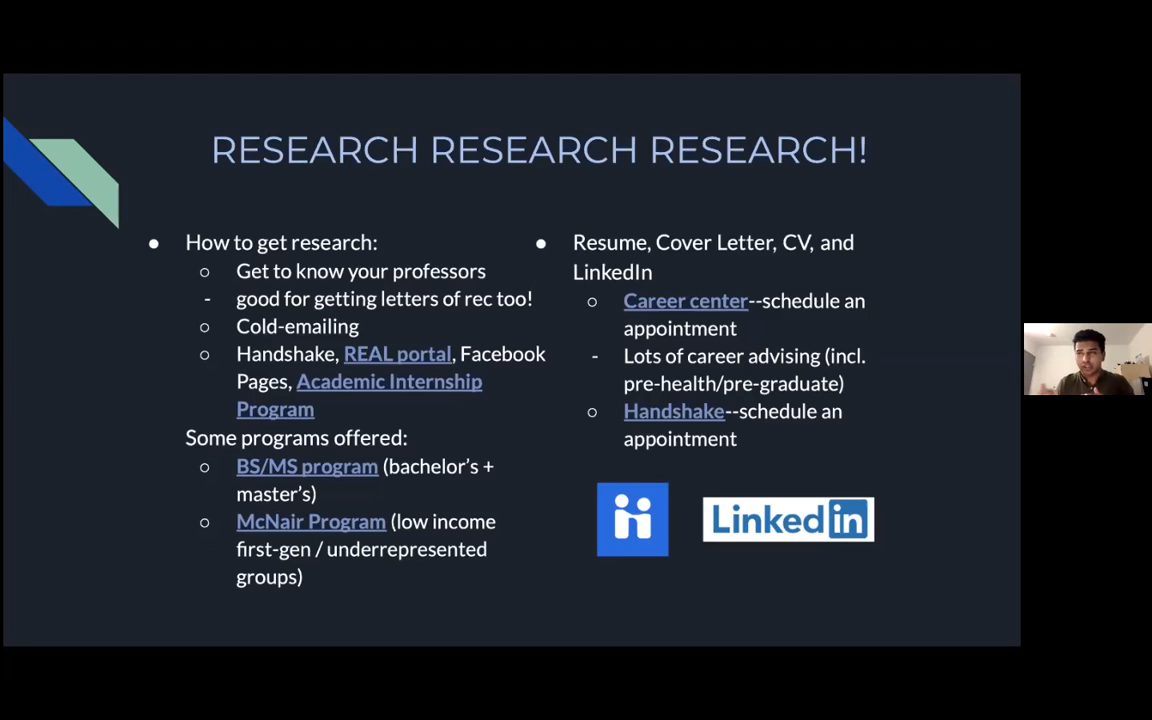 RESEARCH RESEARCH RESEARCH!
● How to get research:
○ Get to know your professors
- good for getting letters of rec too!
○ Cold-emailing
○ Handshake, REAL portal, Facebook
Pages, Academic Internship
Program
Some programs offered:
○ BS/MS program (bachelor’s +
master’s)
○ McNair Program (low income
first-gen / underrepresented
groups)
● Resume, Cover Letter, CV, and
LinkedIn
○ Career center--schedule an
appointment
- Lots of career advising (incl.
pre-health/pre-graduate)
○ Handshake--schedule an
appointment
Linked in